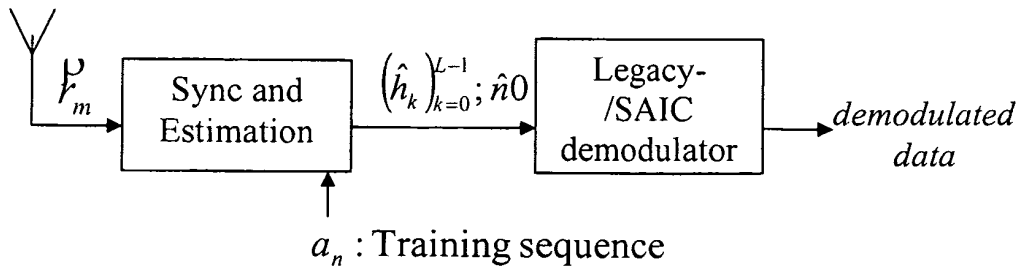 r_m
Sync and
Estimation
(ĥ_k)_{k=0}^{L-1}; n̂0
Legacy-
/SAIC
demodulator
demodulated
data
a_n : Training sequence